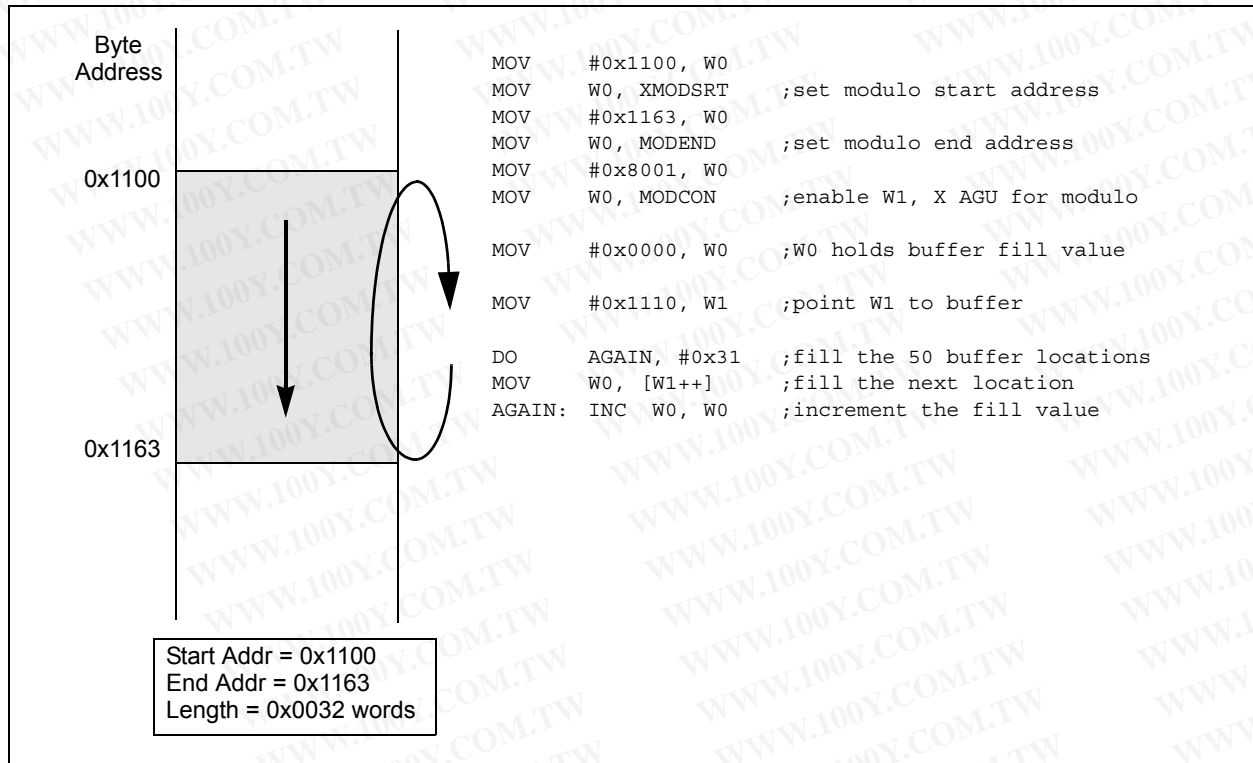 Byte
Address
0x1100
0x1163
MOV #0x1100, W0
MOV W0, XMODSRT ;set modulo start address
MOV #0x1163, W0
MOV W0, MODEND ;set modulo end address
MOV #0x8001, W0
MOV W0, MODCON ;enable W1, X AGU for modulo
MOV #0x0000, W0 ;W0 holds buffer fill value
MOV #0x1110, W1 ;point W1 to buffer
DO AGAIN, #0x31 ;fill the 50 buffer locations
MOV W0, [W1++] ;fill the next location
AGAIN: INC W0, W0 ;increment the fill value
Start Addr = 0x1100
End Addr = 0x1163
Length = 0x0032 words
WWW.100Y.COM.TW